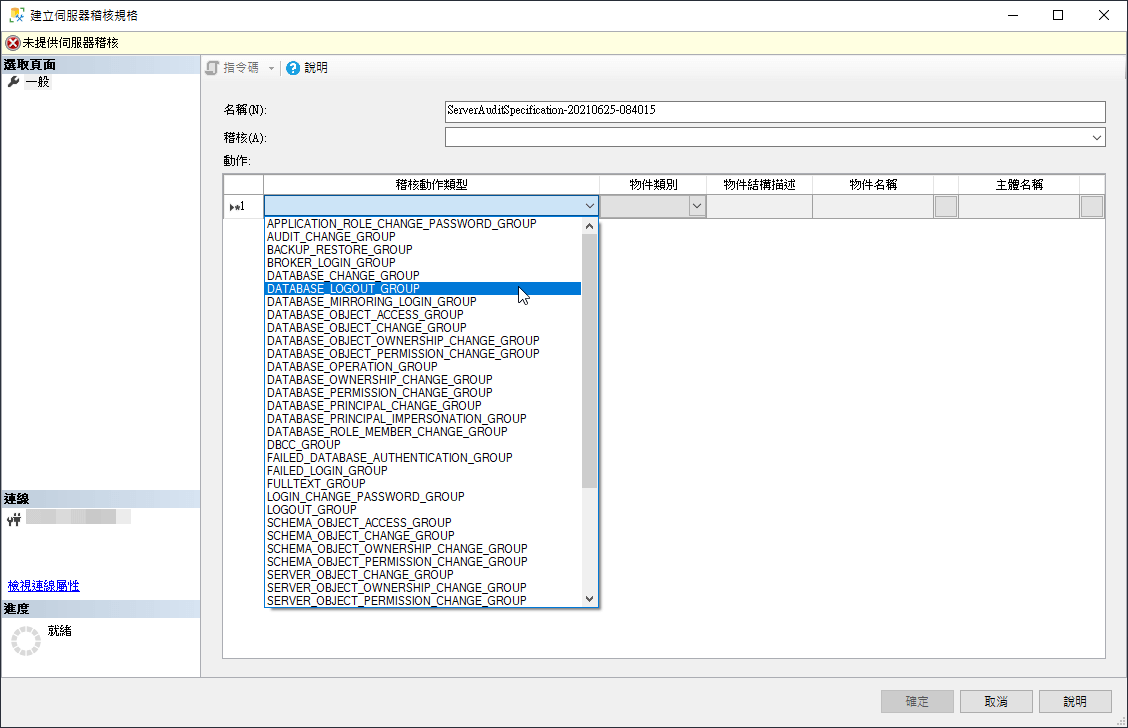 建立伺服器稽核規格
未提供伺服器稽核
選取頁面
一般
指令碼
說明
名稱(N):
ServerAuditSpecification-20210625-084015
稽核(A):
動作:
稽核動作類型 物件類別 物件結構描述 物件名稱 主體名稱
*1
APPLICATION_ROLE_CHANGE_PASSWORD_GROUP
AUDIT_CHANGE_GROUP
BACKUP_RESTORE_GROUP
BROKER_LOGIN_GROUP
DATABASE_CHANGE_GROUP
DATABASE_LOGOUT_GROUP
DATABASE_MIRRORING_LOGIN_GROUP
DATABASE_OBJECT_ACCESS_GROUP
DATABASE_OBJECT_CHANGE_GROUP
DATABASE_OBJECT_OWNERSHIP_CHANGE_GROUP
DATABASE_OBJECT_PERMISSION_CHANGE_GROUP
DATABASE_OPERATION_GROUP
DATABASE_OWNERSHIP_CHANGE_GROUP
DATABASE_PERMISSION_CHANGE_GROUP
DATABASE_PRINCIPAL_CHANGE_GROUP
DATABASE_PRINCIPAL_IMPERSONATION_GROUP
DATABASE_ROLE_MEMBER_CHANGE_GROUP
DBCC_GROUP
FAILED_DATABASE_AUTHENTICATION_GROUP
FAILED_LOGIN_GROUP
FULLTEXT_GROUP
LOGIN_CHANGE_PASSWORD_GROUP
LOGOUT_GROUP
SCHEMA_OBJECT_ACCESS_GROUP
SCHEMA_OBJECT_CHANGE_GROUP
SCHEMA_OBJECT_OWNERSHIP_CHANGE_GROUP
SCHEMA_OBJECT_PERMISSION_CHANGE_GROUP
SERVER_OBJECT_CHANGE_GROUP
SERVER_OBJECT_OWNERSHIP_CHANGE_GROUP
SERVER_OBJECT_PERMISSION_CHANGE_GROUP
連線
檢視連線屬性
進度
就緒
確定
取消
說明